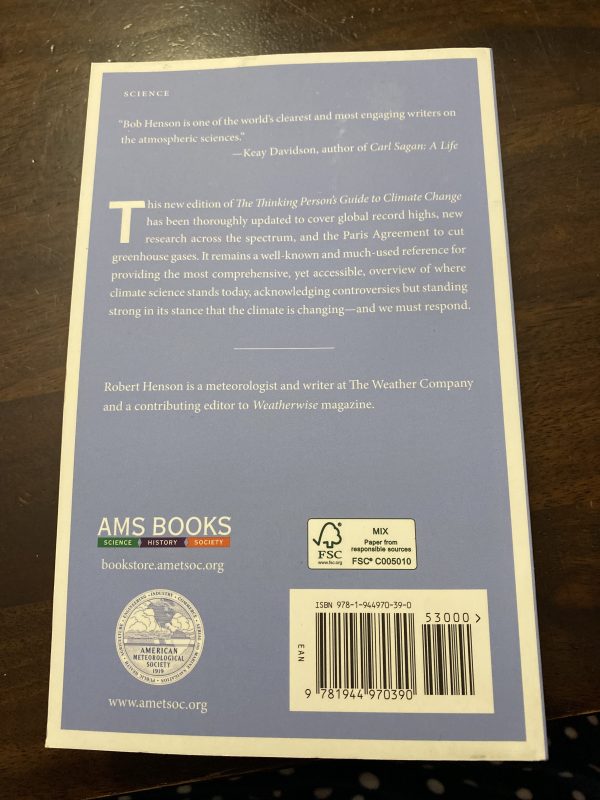 SCIENCE
“Bob Henson is one of the world’s clearest and most engaging writers on
the atmospheric sciences.”
—Keay Davidson, author of Carl Sagan: A Life
This new edition of The Thinking Person’s Guide to Climate Change
has been thoroughly updated to cover global record highs, new
research across the spectrum, and the Paris Agreement to cut
greenhouse gases. It remains a well-known and much-used reference for
providing the most comprehensive, yet accessible, overview of where
climate science stands today, acknowledging controversies but standing
strong in its stance that the climate is changing—and we must respond.
Robert Henson is a meteorologist and writer at The Weather Company
and a contributing editor to Weatherwise magazine.
AMS BOOKS
SCIENCE HISTORY SOCIETY
bookstore.ametsoc.org
AMERICAN
METEOROLOGICAL
SOCIETY
1919
www.ametsoc.org
FSC
www.fsc.org
MIX
Paper from
responsible sources
FSC® C005010
ISBN 978-1-944970-39-0
53000>
EAN
9 781944 970390